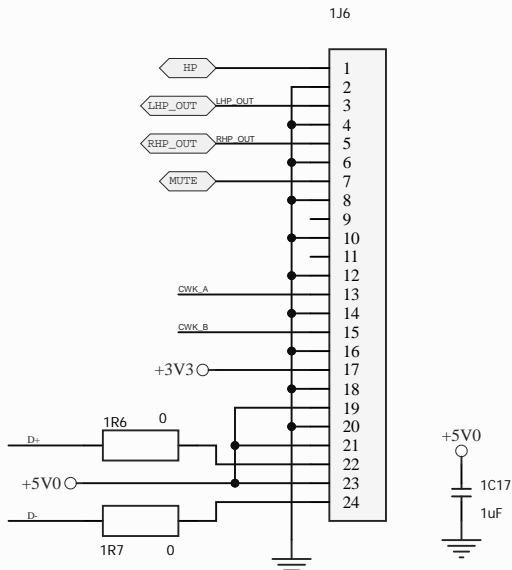 1J6
HP
1
2
LHP_OUT LHP_OUT
3
4
RHP_OUT RHP_OUT
5
6
MUTE
7
8
9
10
11
12
CWK_A
13
14
CWK_B
15
16
+3V3
17
18
19
20
1R6 0
D+
21
22
+5V0
23
24
D-
1R7 0
+5V0
1C17
1uF